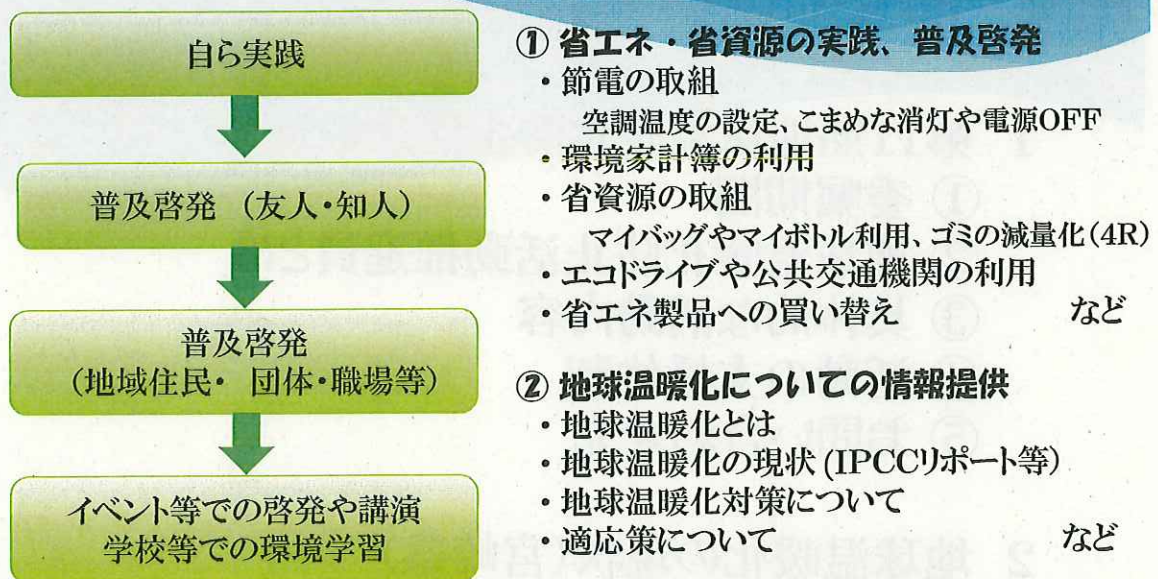 自ら実践
普及啓発 (友人・知人)
普及啓発
(地域住民・ 団体・職場等)
イベント等での啓発や講演
学校等での環境学習
① 省エネ・省資源の実践、普及啓発
・節電の取組
空調温度の設定、こまめな消灯や電源OFF
・環境家計簿の利用
・省資源の取組
マイバッグやマイボトル利用、ゴミの減量化(4R)
・エコドライブや公共交通機関の利用
・省エネ製品への買い替え など
② 地球温暖化についての情報提供
・地球温暖化とは
・地球温暖化の現状 (IPCCリポート等)
・地球温暖化対策について
・適応策について など